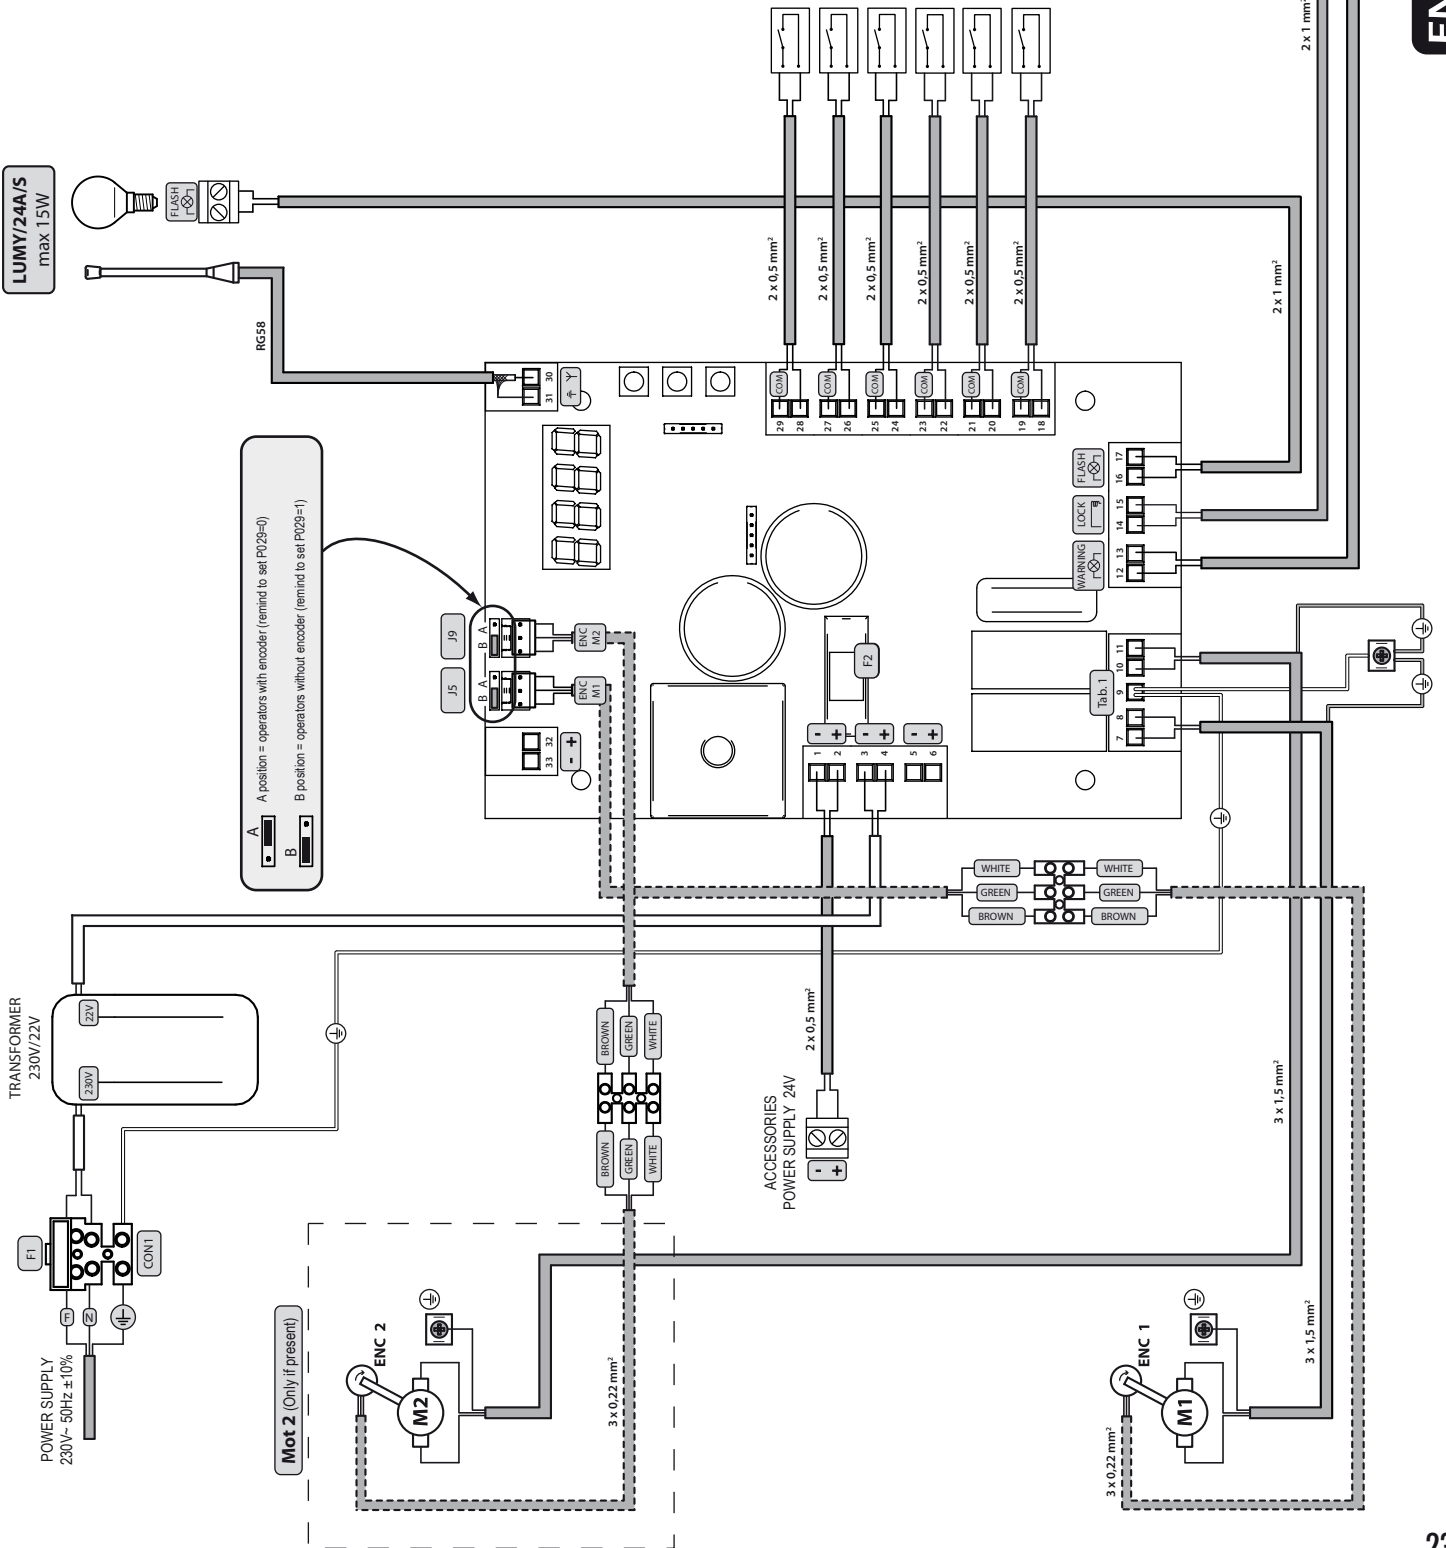 EN
2 x 1 mm²
LUMY/24A/S
max 15W
FLASH
RG58
2 x 0,5 mm²
2 x 0,5 mm²
2 x 0,5 mm²
2 x 0,5 mm²
2 x 0,5 mm²
2 x 0,5 mm²
2 x 1 mm²
A
A position = operators with encoder (remind to set P029=0)
B
B position = operators without encoder (remind to set P029=1)
31 30
COM
COM
COM
COM
COM
COM
29 28
27 26
25 24
23 22
21 20
19 18
FLASH
16 17
LOCK
14 15
WARNING
12 13
J9
B A
J5
B A
ENC
M2
ENC
M1
33 32
- +
F2
- +
- +
- +
1 2
3 4
5 6
Tab. 1
7 8 9 10 11
WHITE
GREEN
BROWN
WHITE
GREEN
BROWN
TRANSFORMER
230V/22V
22V
230V
BROWN
GREEN
WHITE
BROWN
GREEN
WHITE
2 x 0,5 mm²
ACCESSORIES
POWER SUPPLY 24V
- +
3 x 1,5 mm²
F1
CON1
F
N
POWER SUPPLY
230V~ 50Hz ±10%
Mot 2 (Only if present)
ENC 2
M2
3 x 0,22 mm²
ENC 1
M1
3 x 0,22 mm²
3 x 1,5 mm²
23